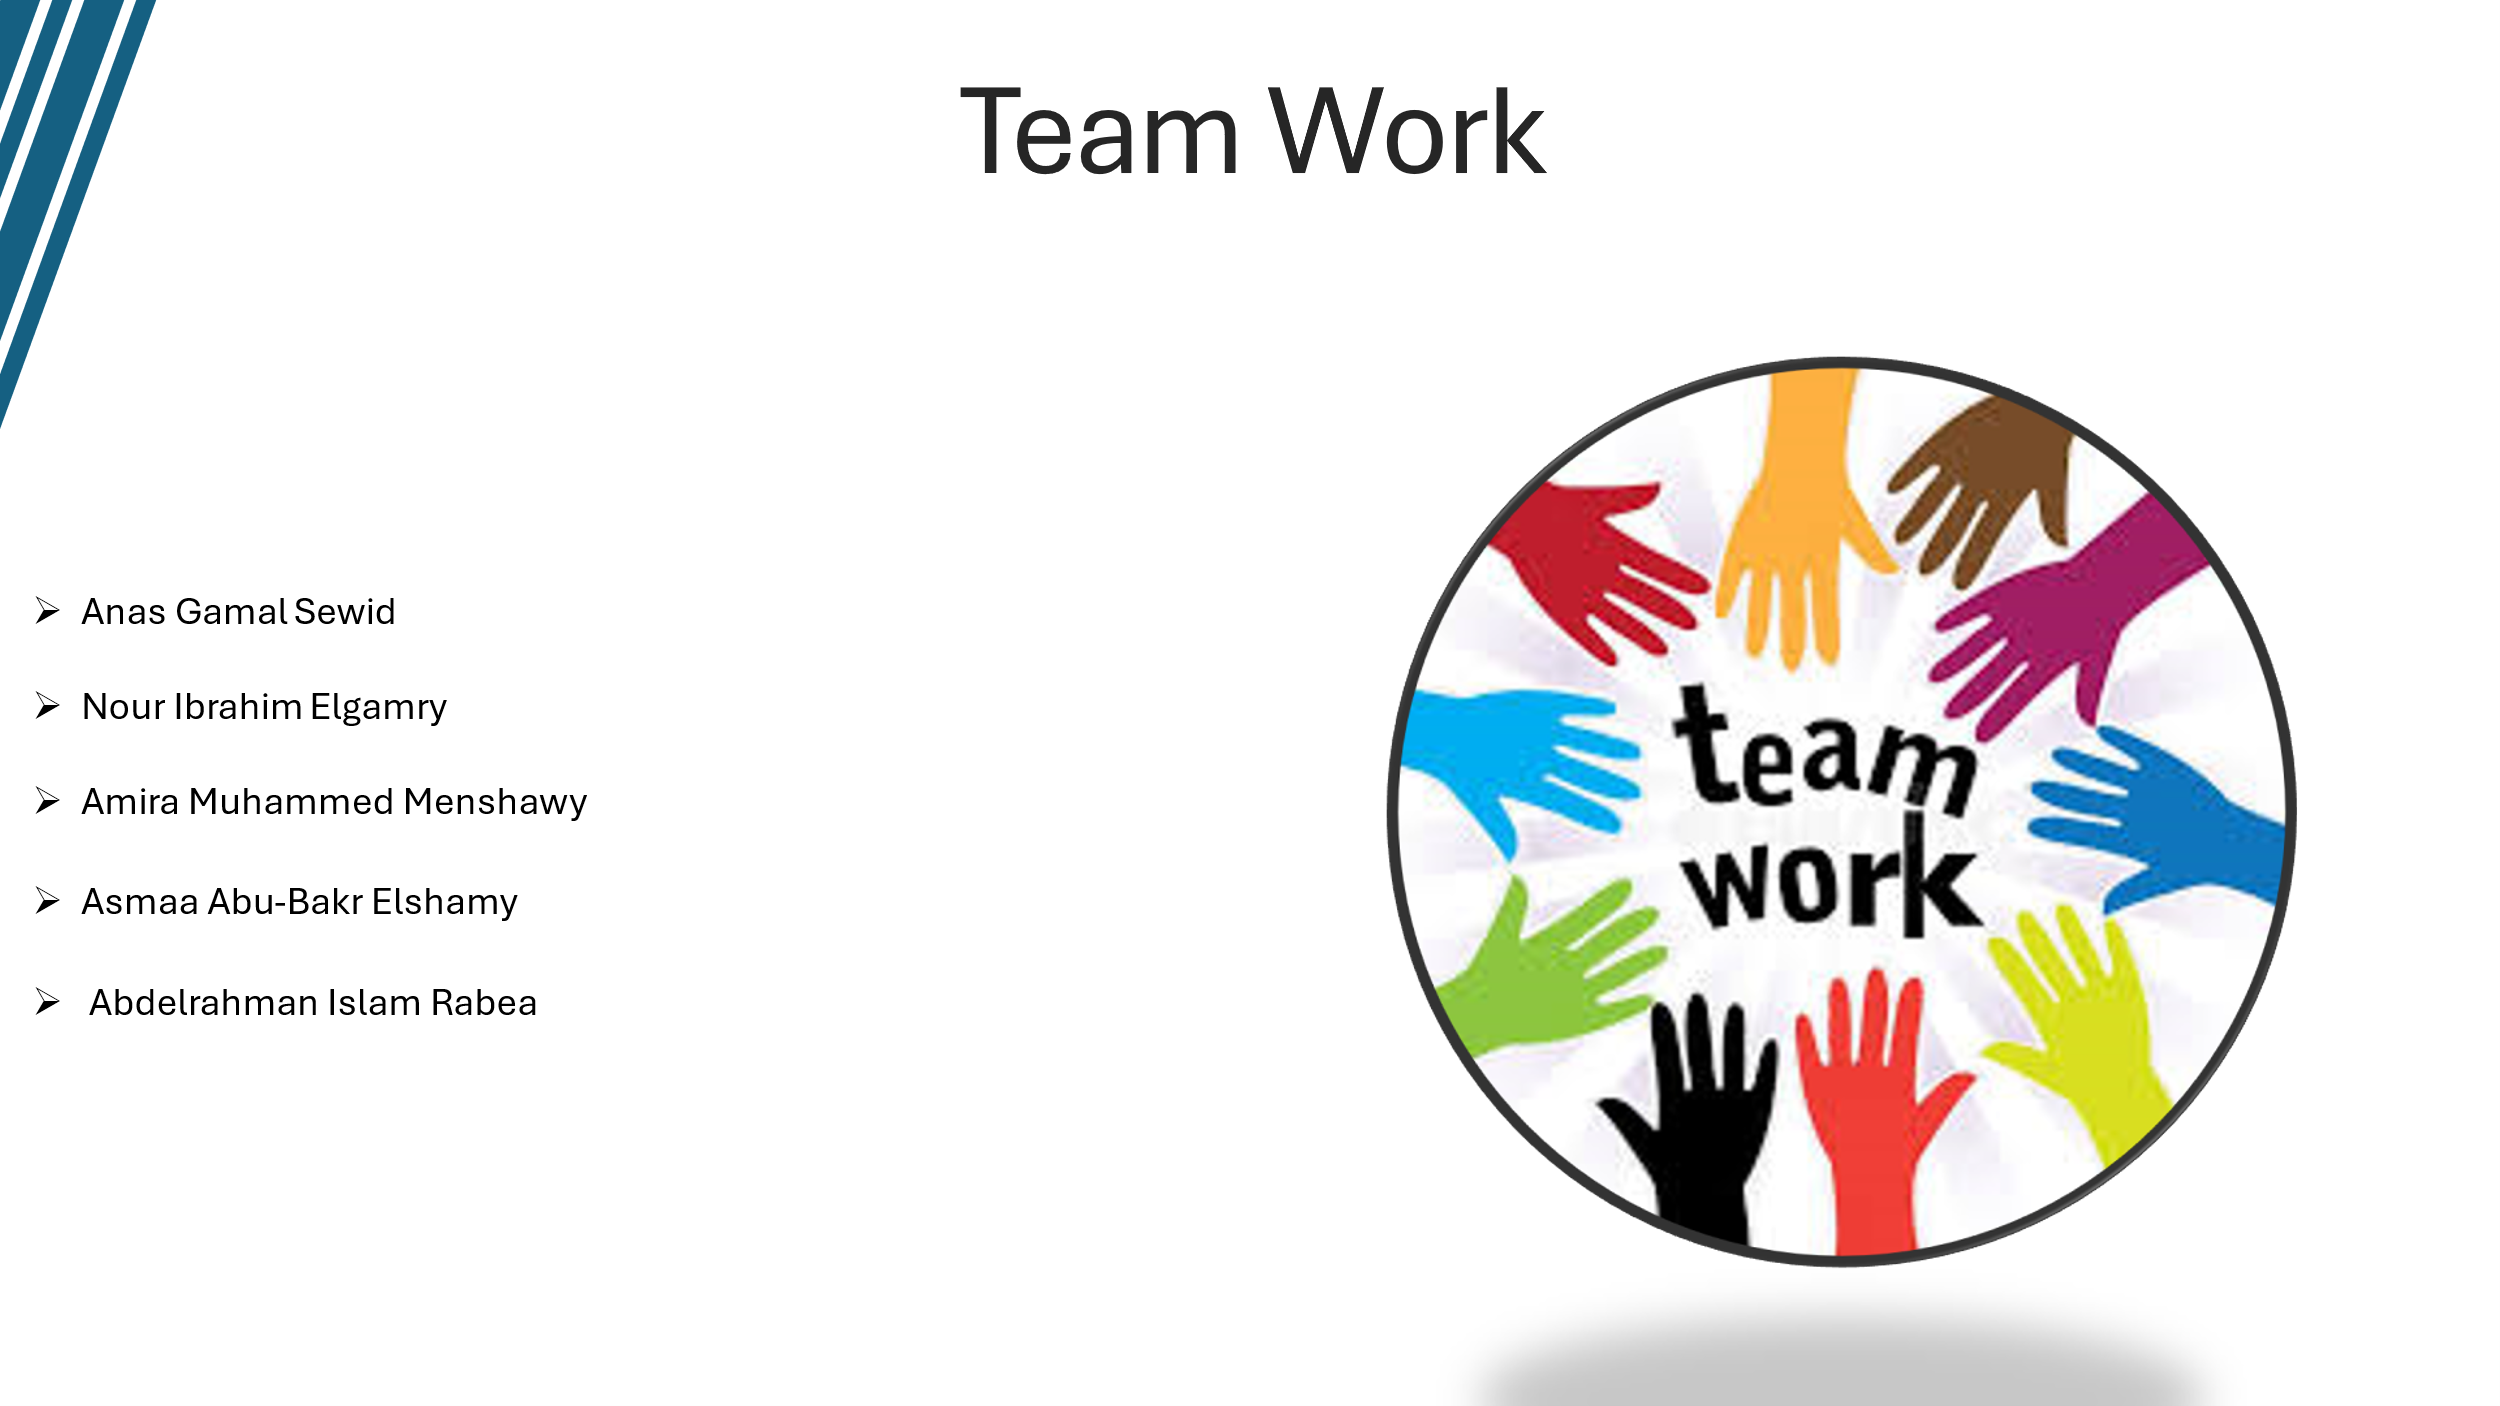 Team Work
Anas Gamal Sewid
Nour Ibrahim Elgamry
Amira Muhammed Menshawy
Asmaa Abu-Bakr Elshamy
Abdelrahman Islam Rabea
team
work